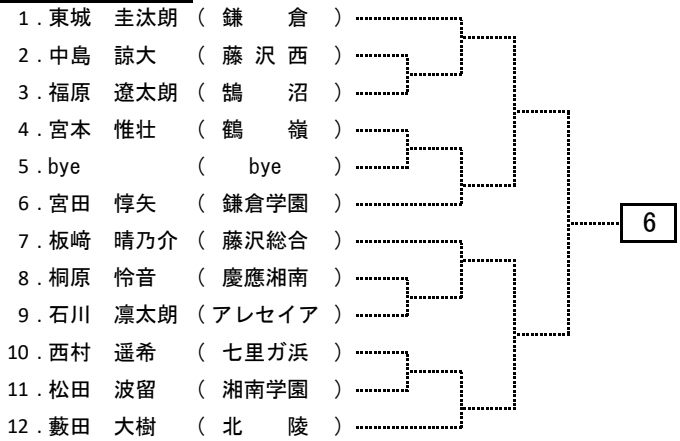 1．東城　圭汰朗（ 鎌　　倉 ）
2．中島　諒大（ 藤 沢 西 ）
3．福原　遼太朗（ 鵠　　沼 ）
4．宮本　惟壮（ 鶴　　嶺 ）
5．bye（ bye ）
6．宮田　惇矢（ 鎌倉学園 ）
6
7．板﨑　晴乃介（ 藤沢総合 ）
8．桐原　怜音（ 慶應湘南 ）
9．石川　凛太朗（アレセイア ）
10．西村　遥希（ 七里ガ浜 ）
11．松田　波留（ 湘南学園 ）
12．藪田　大樹（ 北　　陵 ）